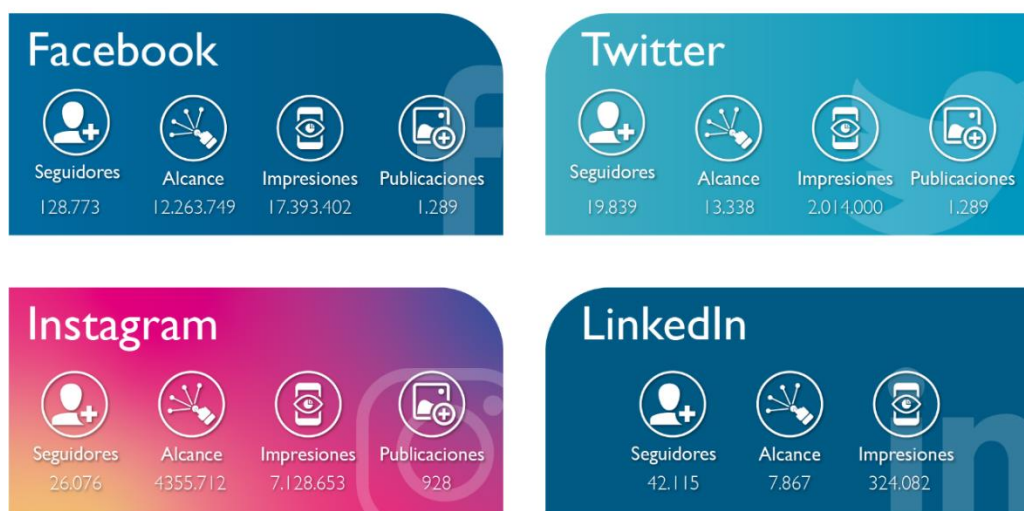 Facebook
Seguidores Alcance Impresiones Publicaciones
128.773 12.263.749 17.393.402 1.289
Twitter
Seguidores Alcance Impresiones Publicaciones
19.839 13.338 2.014.000 1.289
Instagram
Seguidores Alcance Impresiones Publicaciones
26.076 4355.712 7.128.653 928
LinkedIn
Seguidores Alcance Impresiones
42.115 7.867 324.082